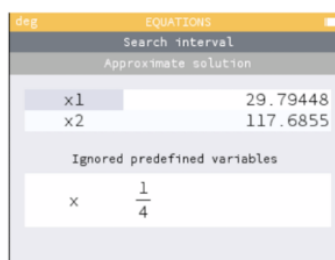 deg EQUATIONS
Search interval
Approximate solution
x1 29.79448
x2 117.6855
Ignored predefined variables
x 1/4